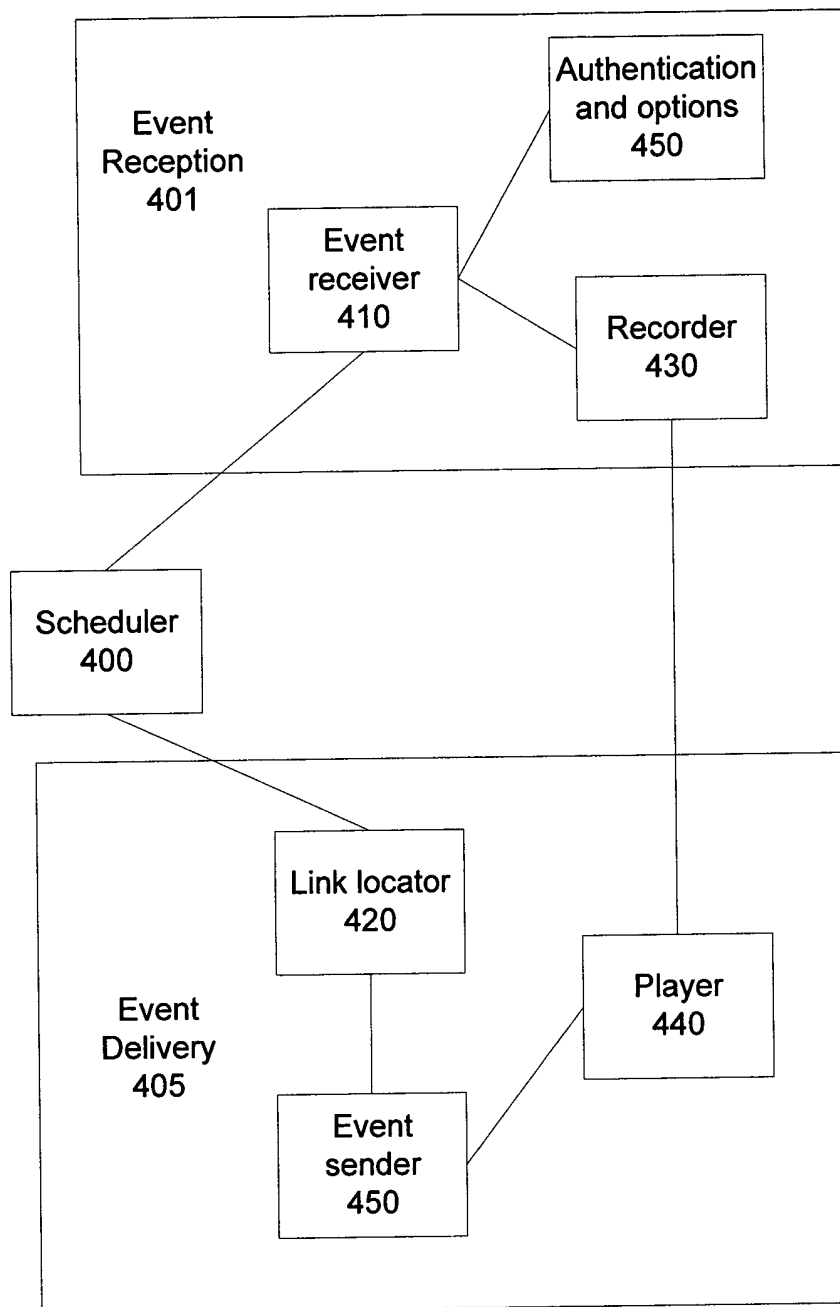 Authentication
and options
450
Event
Reception
401
Event
receiver
410
Recorder
430
Scheduler
400
Link locator
420
Player
440
Event
Delivery
405
Event
sender
450